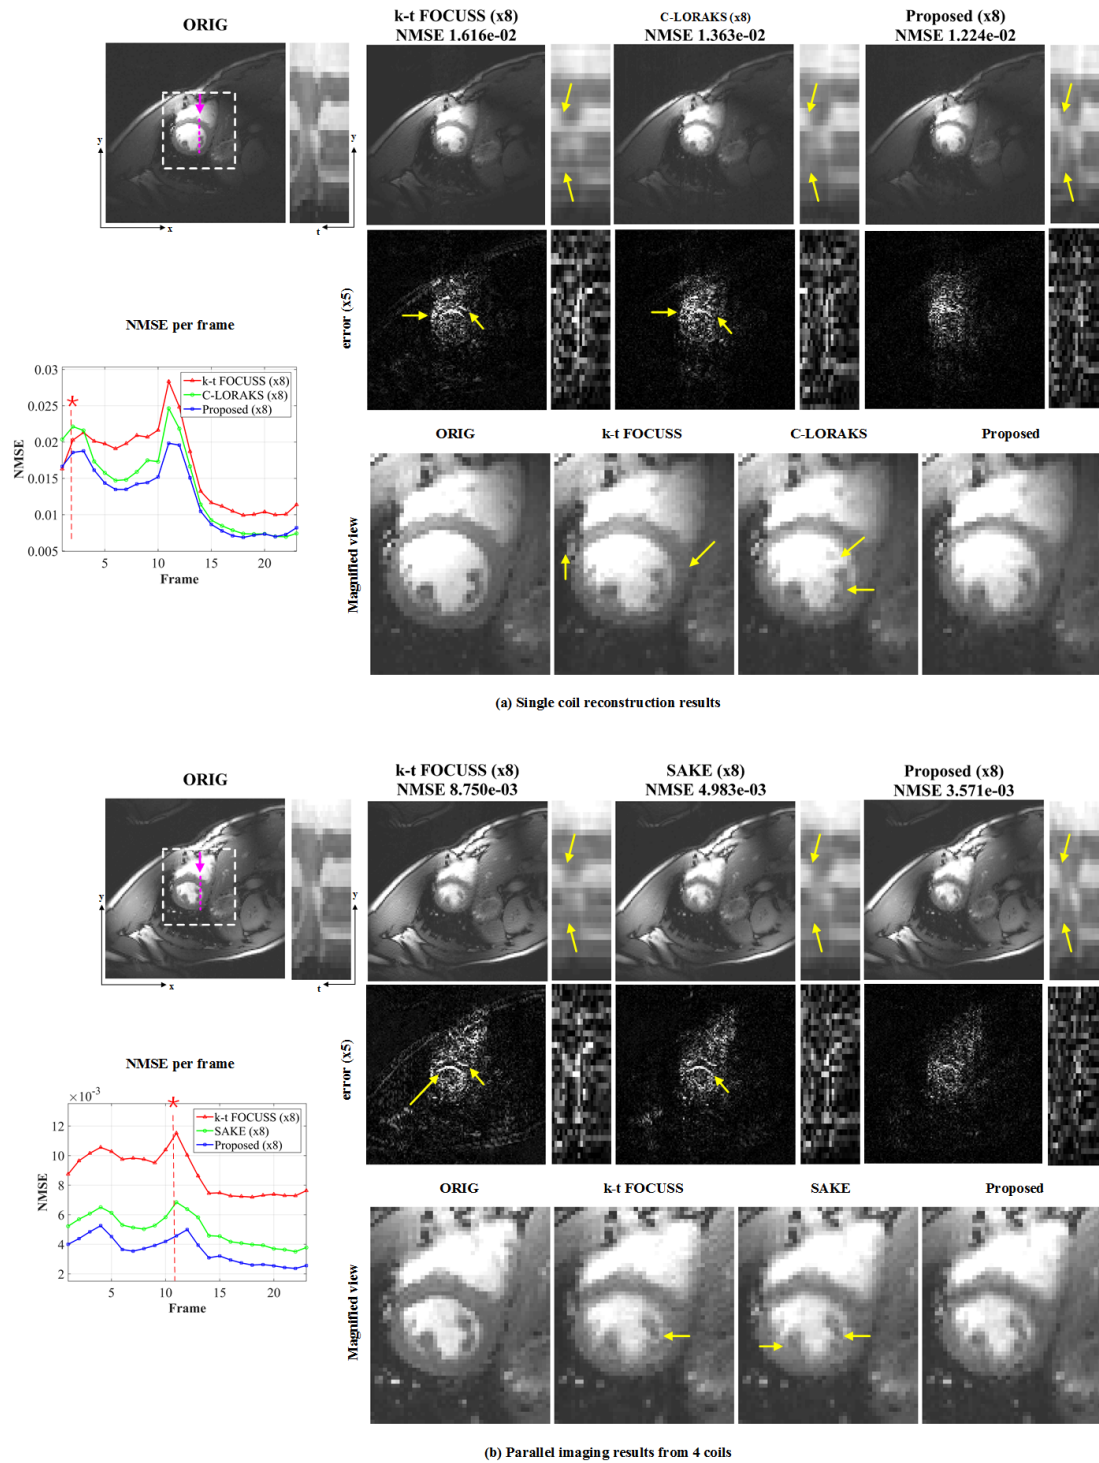 ORIG
k-t FOCUSS (x8)
NMSE 1.616e-02
C-LORAKS (x8)
NMSE 1.363e-02
Proposed (x8)
NMSE 1.224e-02
y
x
t
y
error (x5)
NMSE per frame
0.03
0.025
0.02
0.015
0.01
0.005
NMSE
*
k-t FOCUSS (x8)
C-LORAKS (x8)
Proposed (x8)
5
10
15
20
Frame
ORIG
k-t FOCUSS
C-LORAKS
Proposed
Magnified view
(a) Single coil reconstruction results
ORIG
k-t FOCUSS (x8)
NMSE 8.750e-03
SAKE (x8)
NMSE 4.983e-03
Proposed (x8)
NMSE 3.571e-03
y
x
t
y
error (x5)
NMSE per frame
×10⁻³
12
10
8
6
4
2
NMSE
*
k-t FOCUSS (x8)
SAKE (x8)
Proposed (x8)
5
10
15
20
Frame
ORIG
k-t FOCUSS
SAKE
Proposed
Magnified view
(b) Parallel imaging results from 4 coils